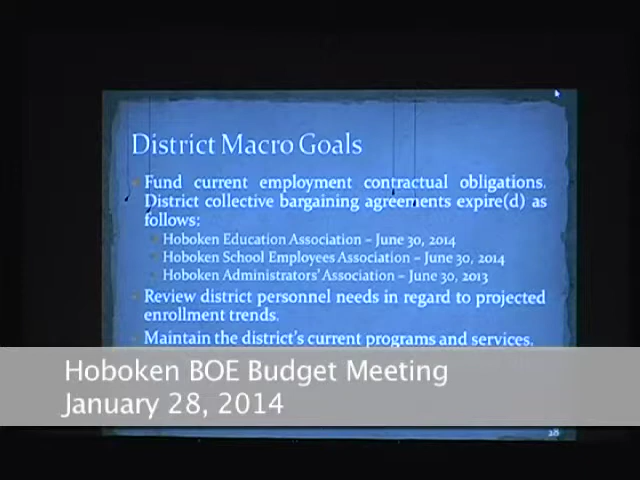 District Macro Goals
Fund current employment contractual obligations.
District collective bargaining agreements expire(d) as
follows:
Hoboken Education Association – June 30, 2014
Hoboken School Employees Association – June 30, 2014
Hoboken Administrators' Association – June 30, 2013
Review district personnel needs in regard to projected
enrollment trends.
Maintain the district's current programs and services.
Hoboken BOE Budget Meeting
January 28, 2014
28